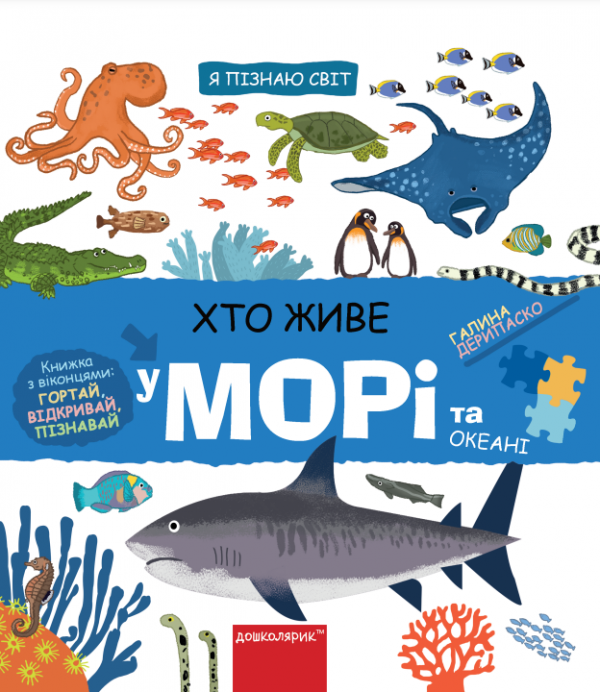 Я ПІЗНАЮ СВІТ
ХТО ЖИВЕ
ГАЛИНА
ДЕРИПАСКО
Книжка
з віконцями:
ГОРТАЙ,
ВІДКРИВАЙ,
ПІЗНАВАЙ
у МОРі та
ОКЕАНІ
ДОШКОЛЯРИК™